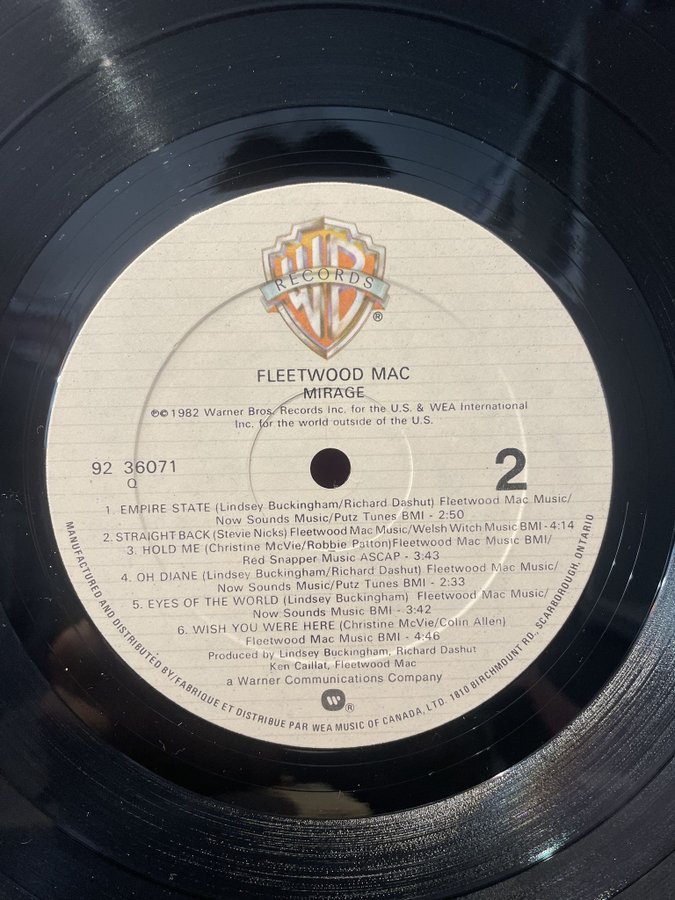 WB
RECORDS
®
FLEETWOOD MAC
MIRAGE
℗©1982 Warner Bros. Records Inc. for the U.S. & WEA International
Inc. for the world outside of the U.S.
92 36071
Q
2
1. EMPIRE STATE (Lindsey Buckingham/Richard Dashut) Fleetwood Mac Music/
Now Sounds Music/Putz Tunes BMI - 2:50
2. STRAIGHT BACK (Stevie Nicks) Fleetwood Mac Music/Welsh Witch Music BMI - 4:14
3. HOLD ME (Christine McVie/Robbie Patton)Fleetwood Mac Music BMI/
Red Snapper Music ASCAP - 3:43
4. OH DIANE (Lindsey Buckingham/Richard Dashut) Fleetwood Mac Music/
Now Sounds Music/Putz Tunes BMI - 2:33
5. EYES OF THE WORLD (Lindsey Buckingham) Fleetwood Mac Music/
Now Sounds Music BMI - 3:42
6. WISH YOU WERE HERE (Christine McVie/Colin Allen)
Fleetwood Mac Music BMI - 4:46
Produced by Lindsey Buckingham, Richard Dashut
Ken Caillat, Fleetwood Mac
a Warner Communications Company
W®
MANUFACTURED AND DISTRIBUTED BY/FABRIQUE ET DISTRIBUE PAR WEA MUSIC OF CANADA, LTD. 1810 BIRCHMOUNT RD., SCARBOROUGH, ONTARIO